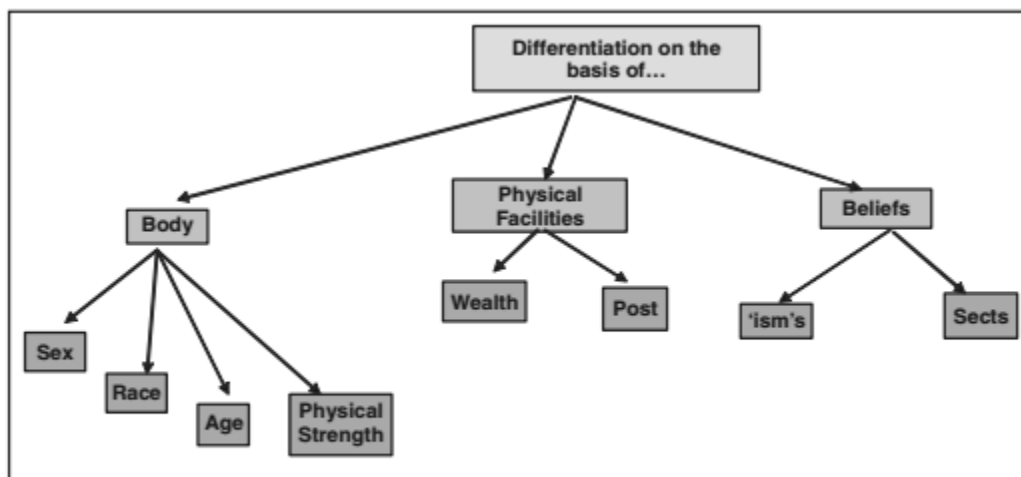 Differentiation on the
basis of...
Body
Physical
Facilities
Beliefs
Sex
Race
Age
Physical
Strength
Wealth
Post
‘ism’s
Sects